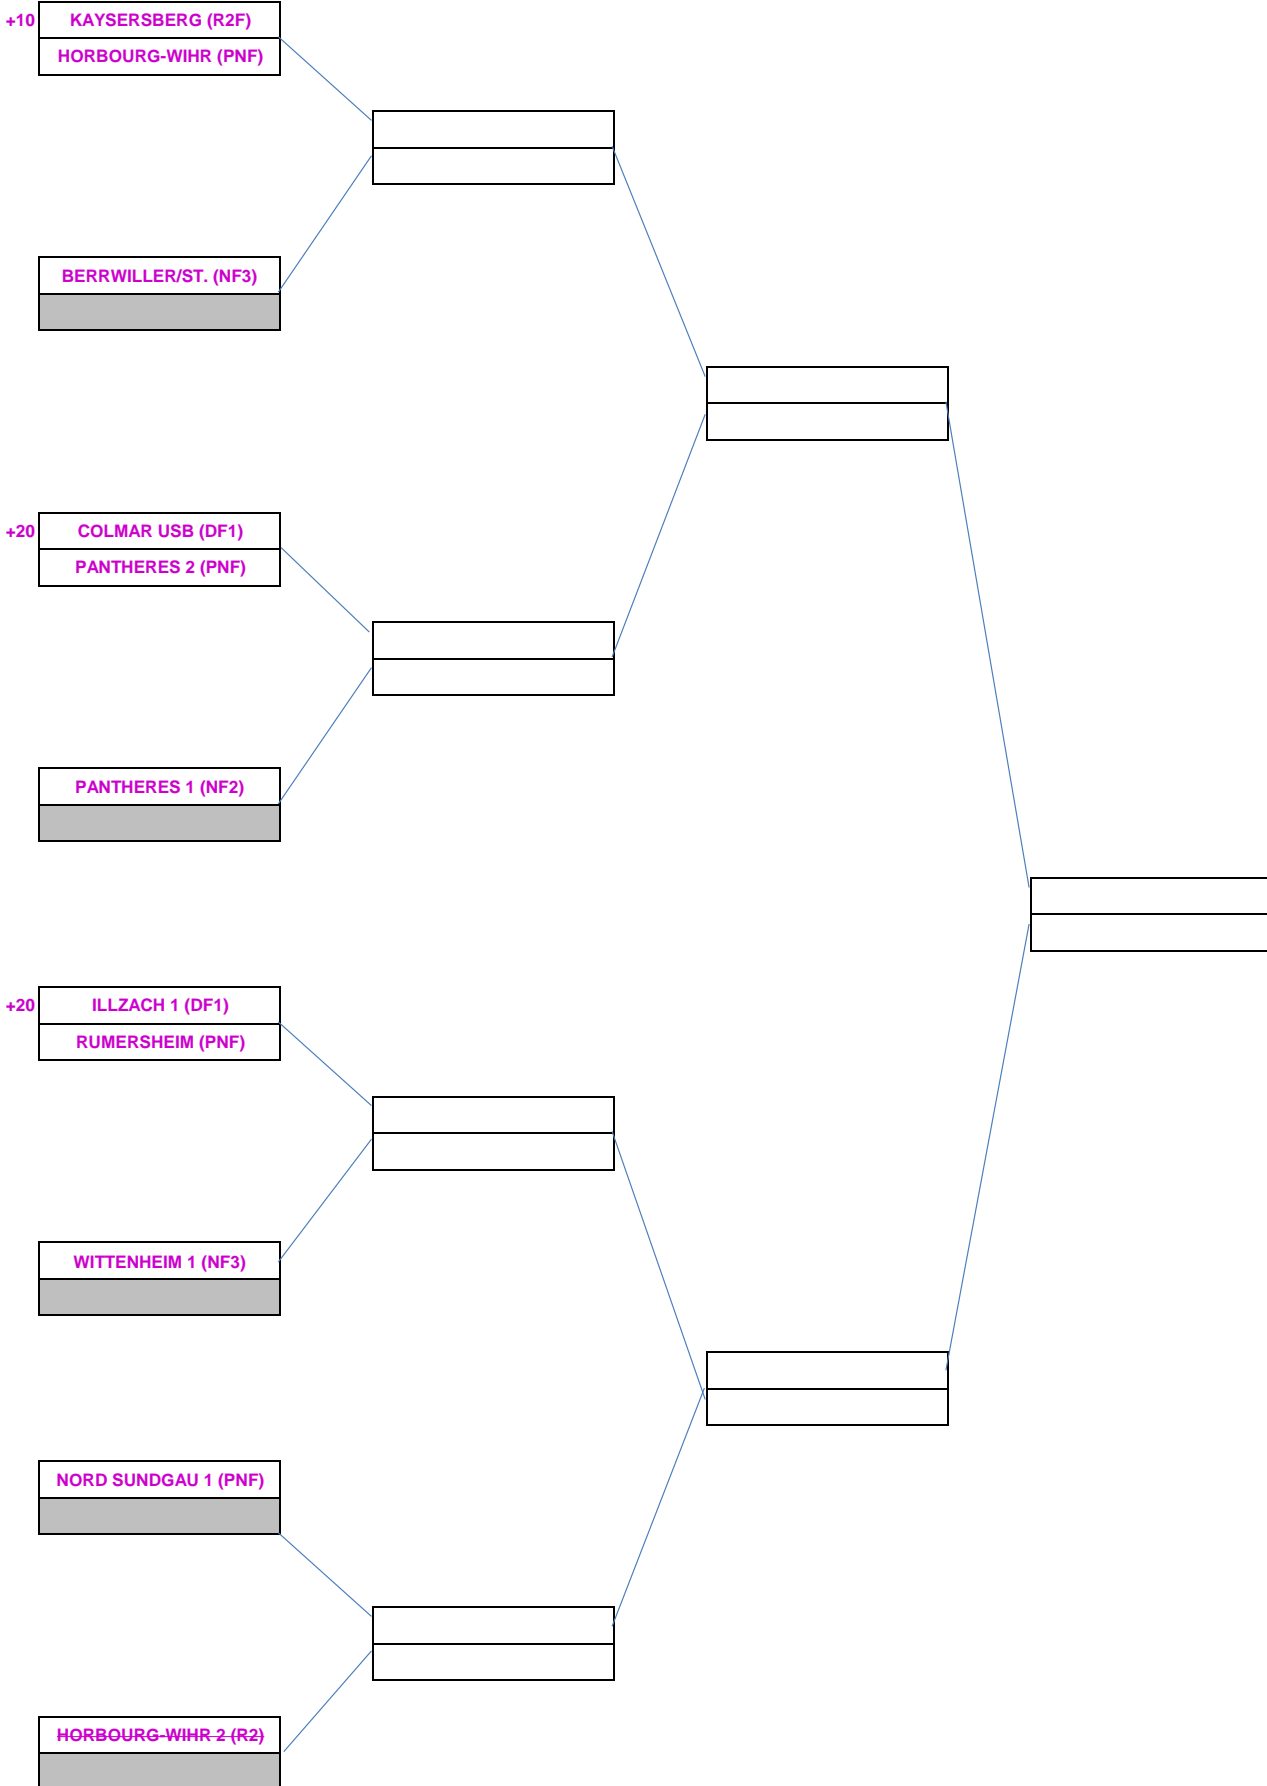 +10 KAYSERSBERG (R2F)
HORBOURG-WIHR (PNF)
BERRWILLER/ST. (NF3)
+20 COLMAR USB (DF1)
PANTHERES 2 (PNF)
PANTHERES 1 (NF2)
+20 ILLZACH 1 (DF1)
RUMERSHEIM (PNF)
WITTENHEIM 1 (NF3)
NORD SUNDGAU 1 (PNF)
HORBOURG-WIHR 2 (R2)